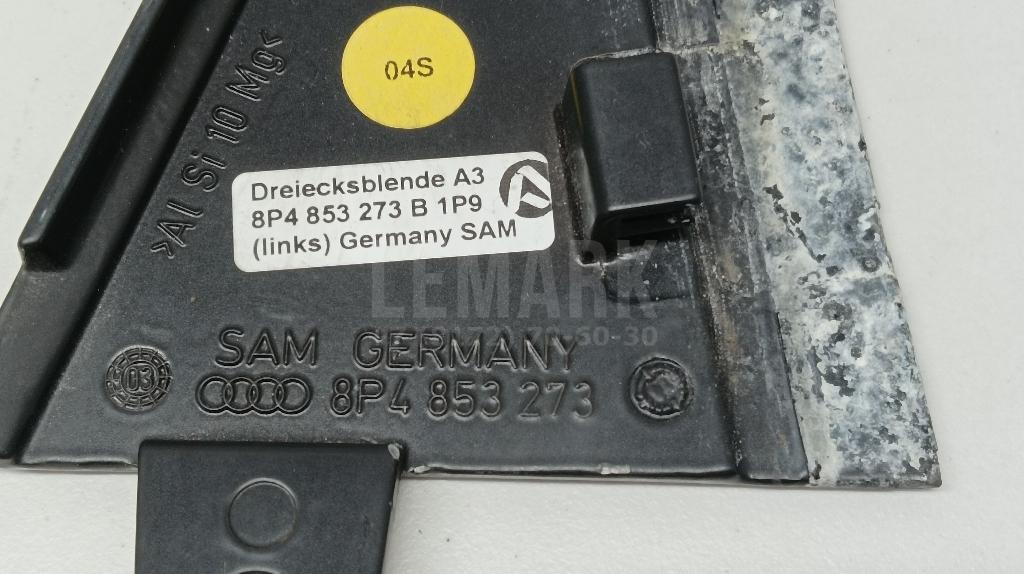 04S
>Al Si 10 Mg<
Dreiecksblende A3
8P4 853 273 B 1P9
(links) Germany SAM
LEMARK
SAM GERMANY
03
8P4 853 273